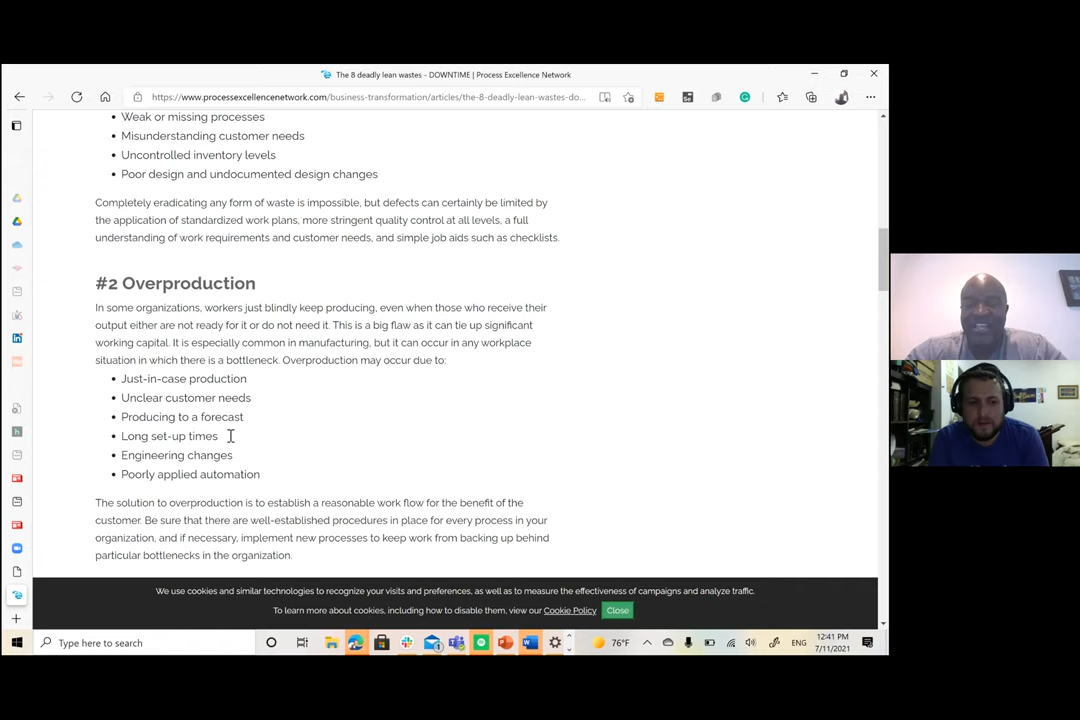 The 8 deadly lean wastes - DOWNTIME | Process Excellence Network
https://www.processexcellencenetwork.com/business-transformation/articles/the-8-deadly-lean-wastes-do...
Weak or missing processes
Misunderstanding customer needs
Uncontrolled inventory levels
Poor design and undocumented design changes
Completely eradicating any form of waste is impossible, but defects can certainly be limited by
the application of standardized work plans, more stringent quality control at all levels, a full
understanding of work requirements and customer needs, and simple job aids such as checklists.
#2 Overproduction
In some organizations, workers just blindly keep producing, even when those who receive their
output either are not ready for it or do not need it. This is a big flaw as it can tie up significant
working capital. It is especially common in manufacturing, but it can occur in any workplace
situation in which there is a bottleneck. Overproduction may occur due to:
Just-in-case production
Unclear customer needs
Producing to a forecast
Long set-up times
Engineering changes
Poorly applied automation
The solution to overproduction is to establish a reasonable work flow for the benefit of the
customer. Be sure that there are well-established procedures in place for every process in your
organization, and if necessary, implement new processes to keep work from backing up behind
particular bottlenecks in the organization.
We use cookies and similar technologies to recognize your visits and preferences, as well as to measure the effectiveness of campaigns and analyze traffic.
To learn more about cookies, including how to disable them, view our Cookie Policy Close
Type here to search
76°F
ENG
12:41 PM
7/11/2021